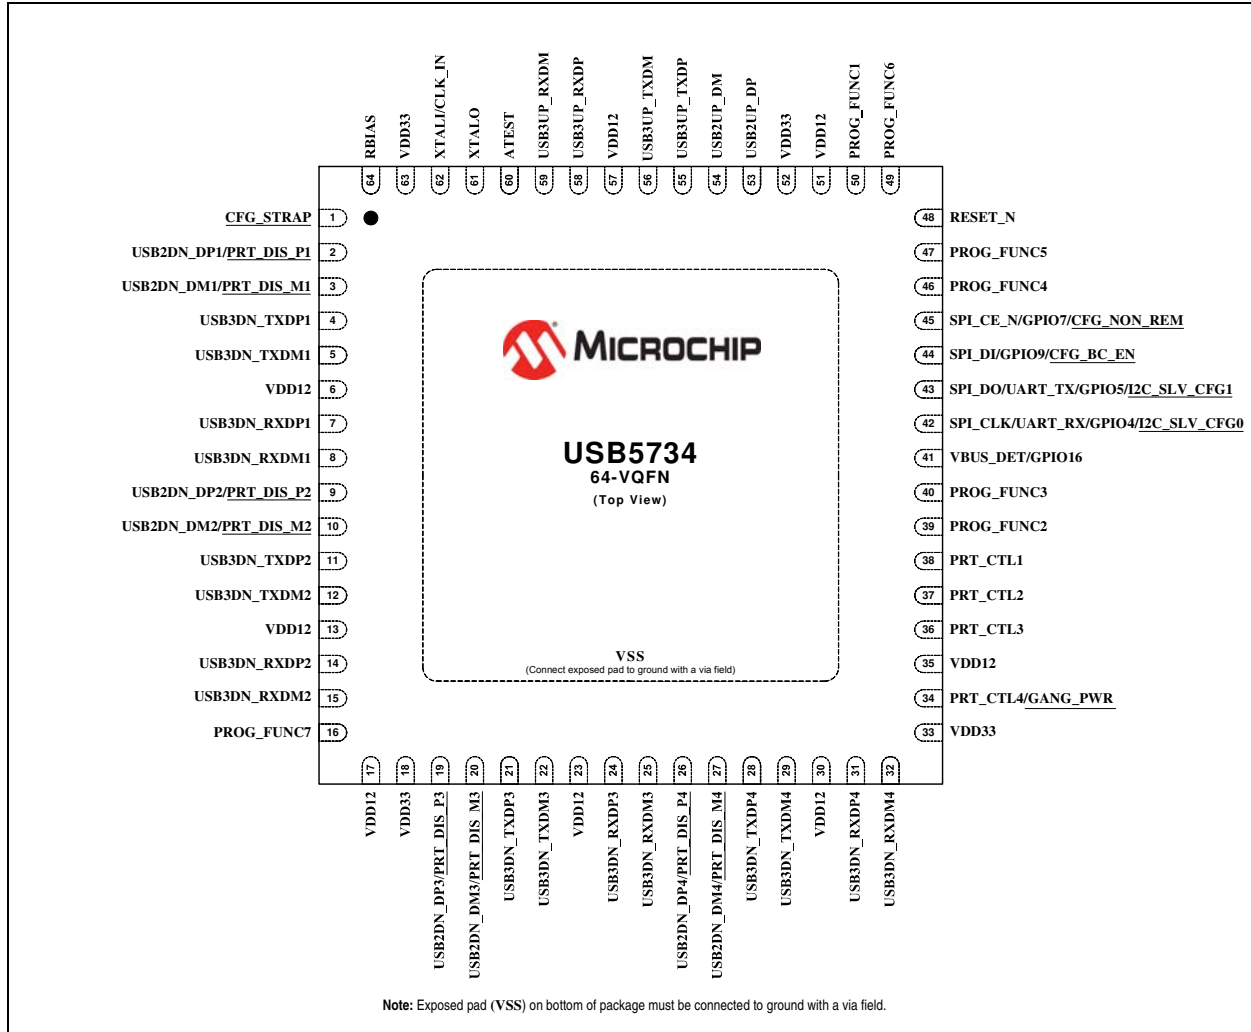 RBIAS
VDD33
XTALI/CLK_IN
XTALO
ATEST
USB3UP_RXDM
USB3UP_RXDP
VDD12
USB3UP_TXDM
USB3UP_TXDP
USB2UP_DM
USB2UP_DP
VDD33
VDD12
PROG_FUNC1
PROG_FUNC6
64
63
62
61
60
59
58
57
56
55
54
53
52
51
50
49
CFG_STRAP 1
USB2DN_DP1/PRT_DIS_P1 2
USB2DN_DM1/PRT_DIS_M1 3
USB3DN_TXDP1 4
USB3DN_TXDM1 5
VDD12 6
USB3DN_RXDP1 7
USB3DN_RXDM1 8
USB2DN_DP2/PRT_DIS_P2 9
USB2DN_DM2/PRT_DIS_M2 10
USB3DN_TXDP2 11
USB3DN_TXDM2 12
VDD12 13
USB3DN_RXDP2 14
USB3DN_RXDM2 15
PROG_FUNC7 16
MICROCHIP
USB5734
64-VQFN
(Top View)
VSS
(Connect exposed pad to ground with a via field)
48 RESET_N
47 PROG_FUNC5
46 PROG_FUNC4
45 SPI_CE_N/GPIO7/CFG_NON_REM
44 SPI_DI/GPIO9/CFG_BC_EN
43 SPI_DO/UART_TX/GPIO5/I2C_SLV_CFG1
42 SPI_CLK/UART_RX/GPIO4/I2C_SLV_CFG0
41 VBUS_DET/GPIO16
40 PROG_FUNC3
39 PROG_FUNC2
38 PRT_CTL1
37 PRT_CTL2
36 PRT_CTL3
35 VDD12
34 PRT_CTL4/GANG_PWR
33 VDD33
17
18
19
20
21
22
23
24
25
26
27
28
29
30
31
32
VDD12
VDD33
USB2DN_DP3/PRT_DIS_P3
USB2DN_DM3/PRT_DIS_M3
USB3DN_TXDP3
USB3DN_TXDM3
VDD12
USB3DN_RXDP3
USB3DN_RXDM3
USB2DN_DP4/PRT_DIS_P4
USB2DN_DM4/PRT_DIS_M4
USB3DN_TXDP4
USB3DN_TXDM4
VDD12
USB3DN_RXDP4
USB3DN_RXDM4
Note: Exposed pad (VSS) on bottom of package must be connected to ground with a via field.